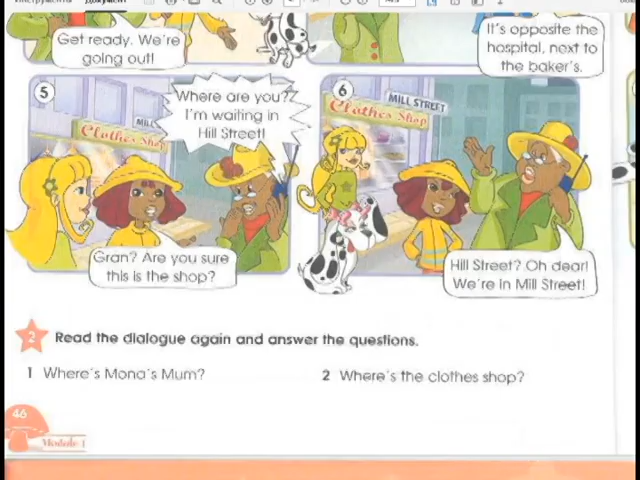 Документ
Get ready. We're
going out!
It's opposite the
hospital, next to
the baker's.
5
Where are you?
I'm waiting in
Hill Street!
MILL
Clothes Shop
Gran? Are you sure
this is the shop?
6
MILL STREET
Clothes Shop
Hill Street? Oh dear!
We're in Mill Street!
2 Read the dialogue again and answer the questions.
1 Where's Mona's Mum?
2 Where's the clothes shop?
46
Module 1